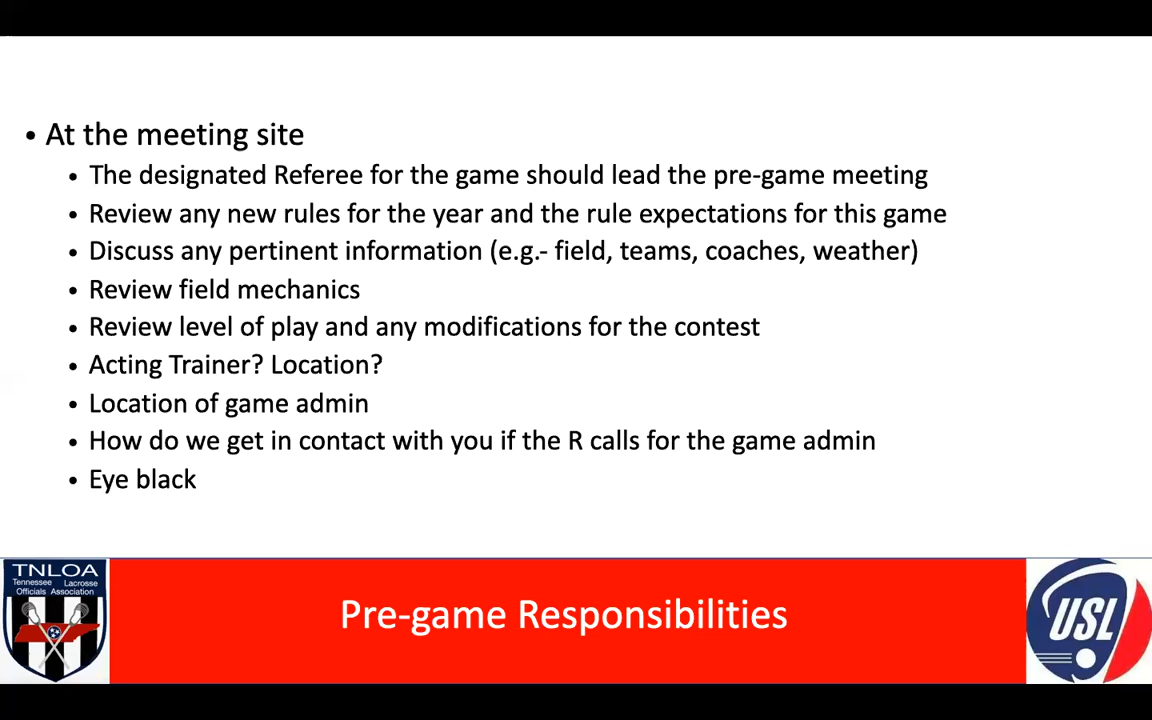 • At the meeting site
• The designated Referee for the game should lead the pre-game meeting
• Review any new rules for the year and the rule expectations for this game
• Discuss any pertinent information (e.g.- field, teams, coaches, weather)
• Review field mechanics
• Review level of play and any modifications for the contest
• Acting Trainer? Location?
• Location of game admin
• How do we get in contact with you if the R calls for the game admin
• Eye black
TNLOA
Tennessee Lacrosse
Officials Association
Pre-game Responsibilities
USL